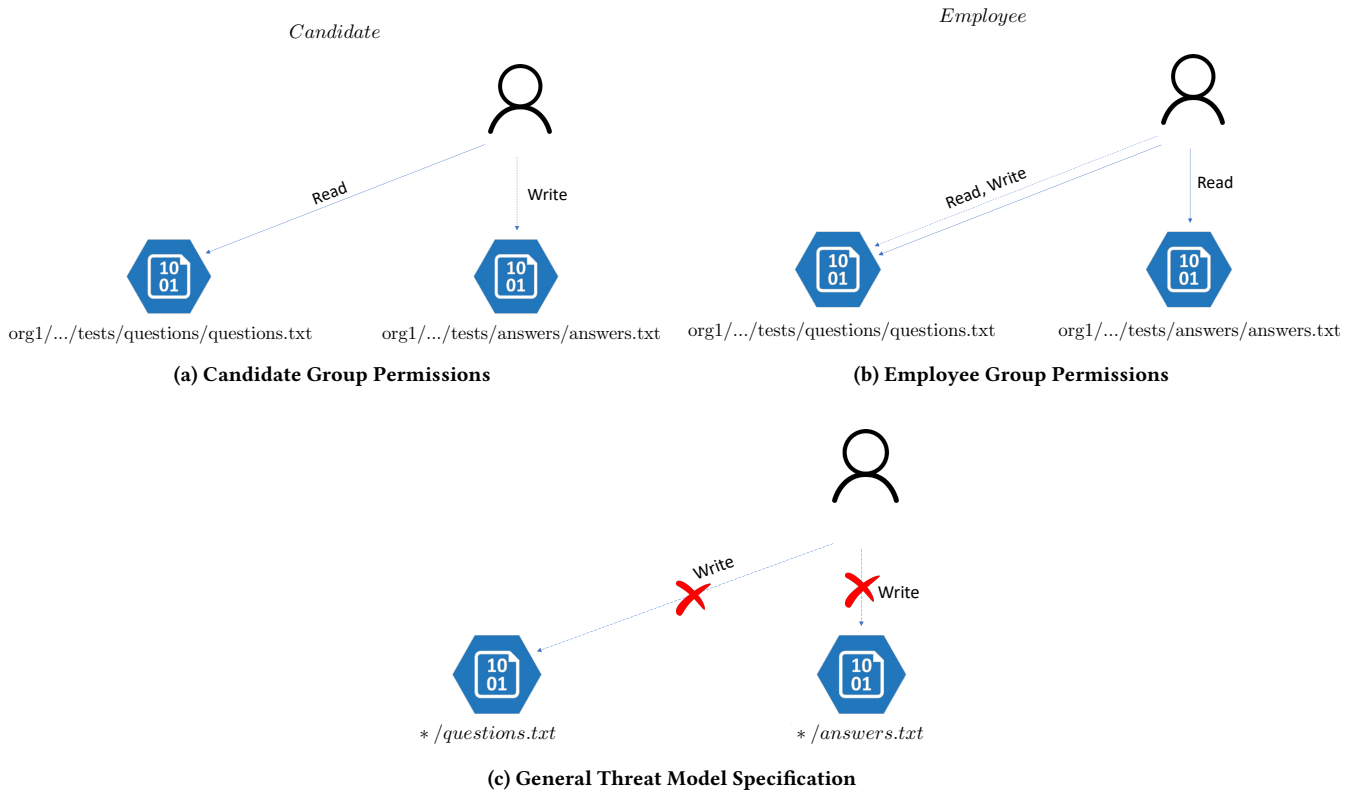 Candidate
Read
Write
10
01
10
01
org1/.../tests/questions/questions.txt
org1/.../tests/answers/answers.txt
(a) Candidate Group Permissions
Employee
Read, Write
Read
10
01
10
01
org1/.../tests/questions/questions.txt
org1/.../tests/answers/answers.txt
(b) Employee Group Permissions
Write
Write
10
01
10
01
*/questions.txt
*/answers.txt
(c) General Threat Model Specification